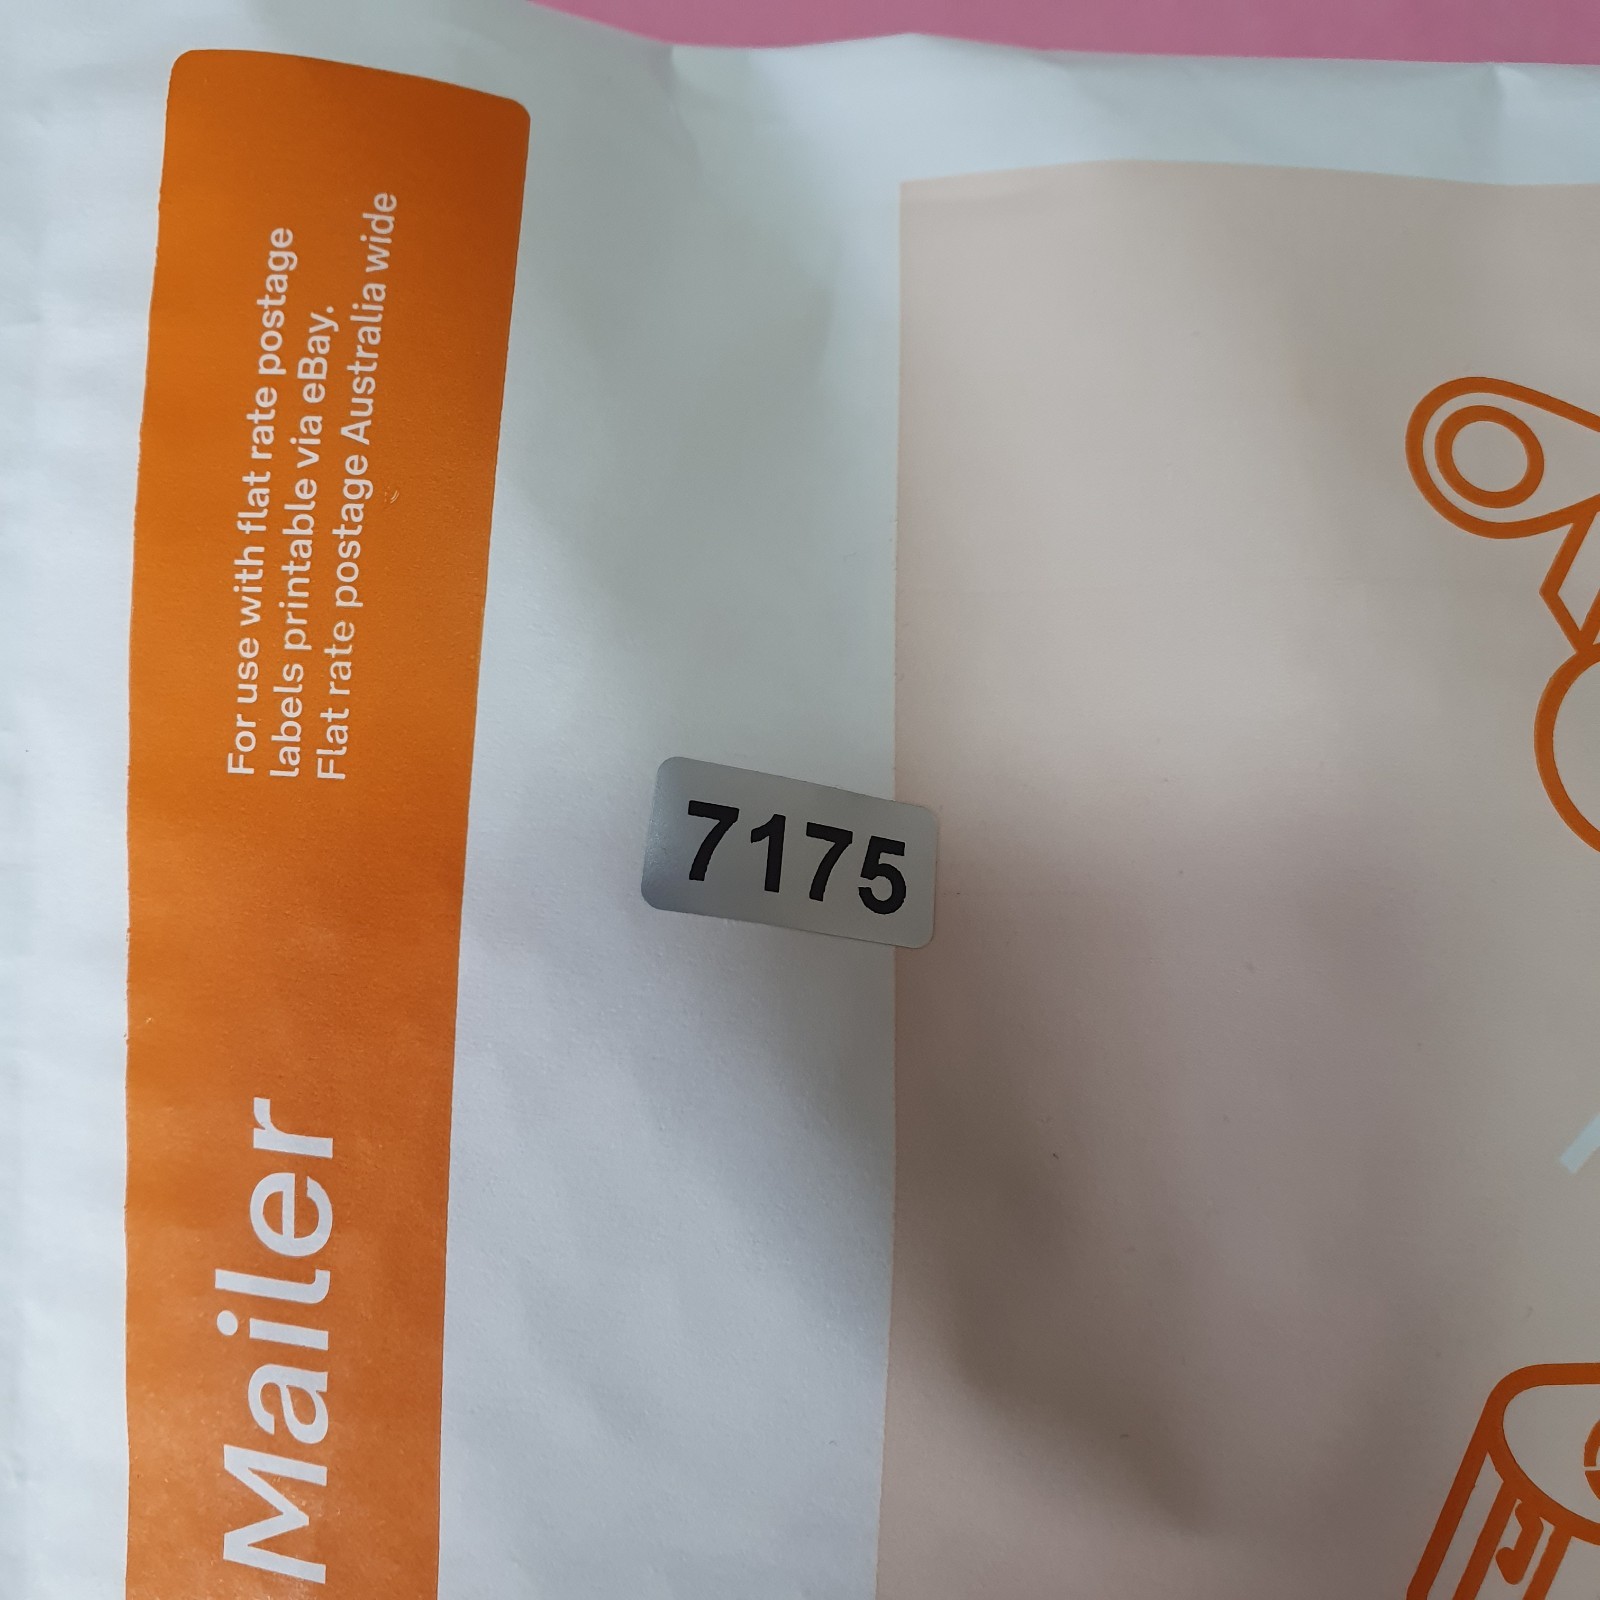 For use with flat rate postage
labels printable via eBay.
Flat rate postage Australia wide
Mailer
7175